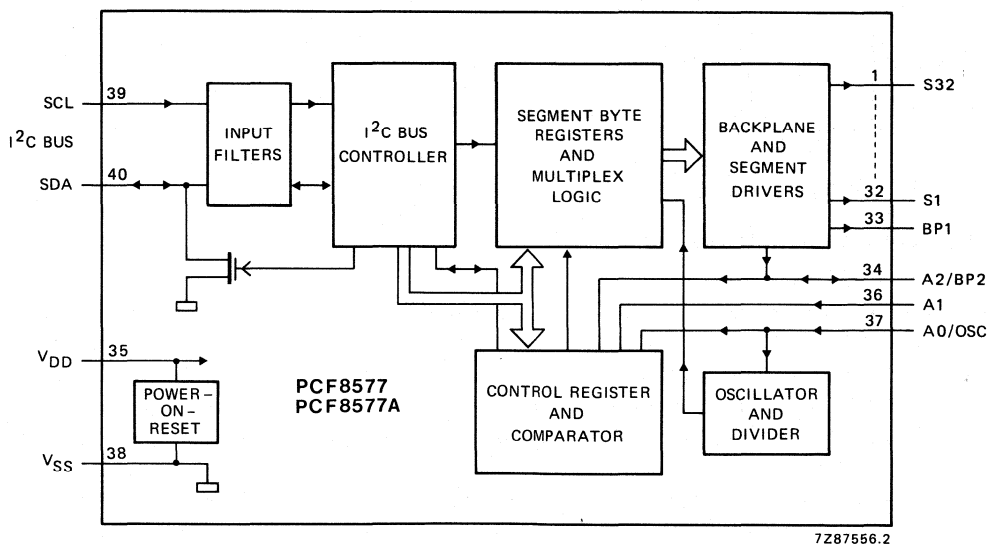 SCL
39
I²C BUS
SDA
40
INPUT
FILTERS
I²C BUS
CONTROLLER
SEGMENT BYTE
REGISTERS
AND
MULTIPLEX
LOGIC
BACKPLANE
AND
SEGMENT
DRIVERS
1
S32
32
S1
33
BP1
34
A2/BP2
36
A1
37
A0/OSC
VDD
35
POWER–
ON–
RESET
VSS
38
PCF8577
PCF8577A
CONTROL REGISTER
AND
COMPARATOR
OSCILLATOR
AND
DIVIDER
7Z87556.2